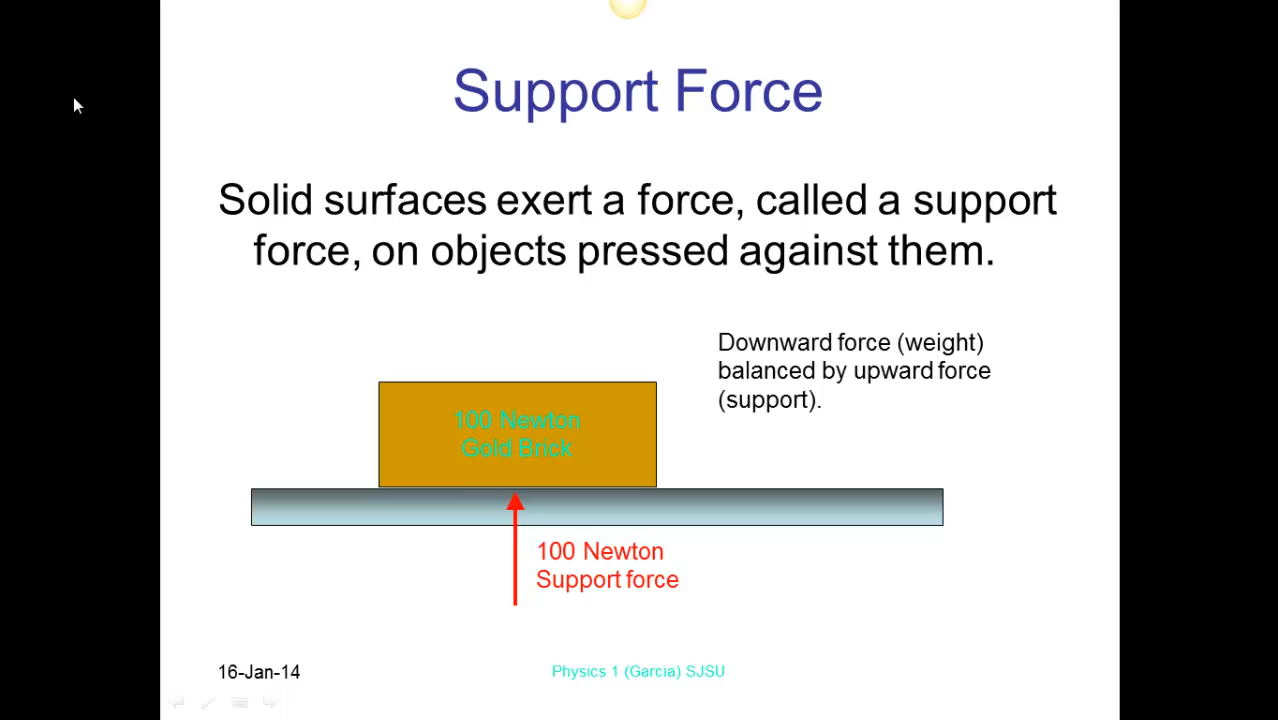 Support Force
Solid surfaces exert a force, called a support
force, on objects pressed against them.
Downward force (weight)
balanced by upward force
(support).
100 Newton
Gold Brick
100 Newton
Support force
16-Jan-14
Physics 1 (Garcia) SJSU